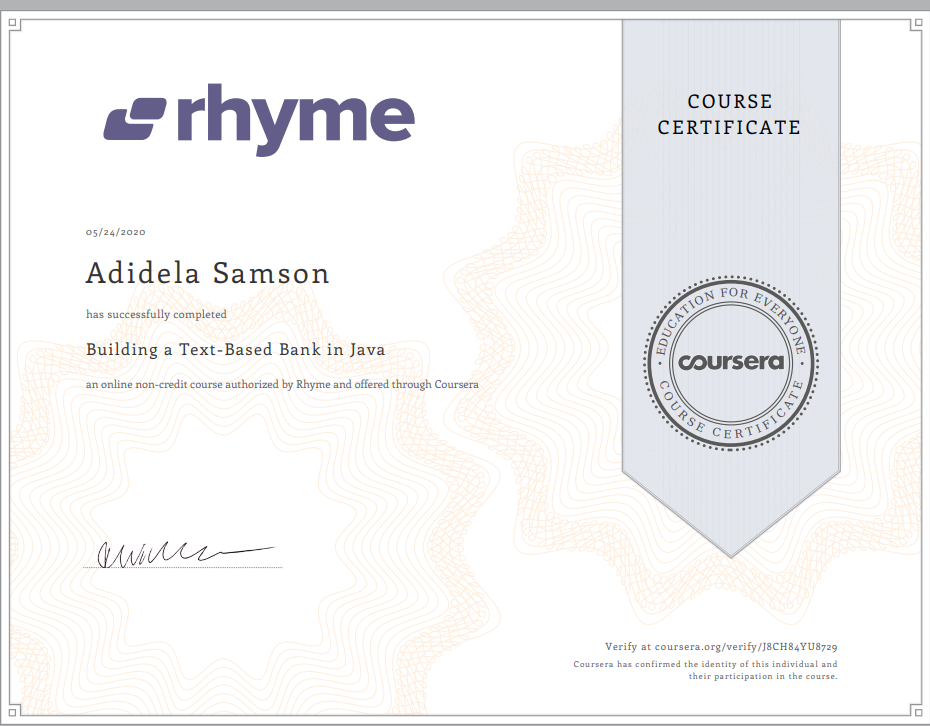 rhyme
COURSE
CERTIFICATE
05/24/2020
Adidela Samson
has successfully completed
Building a Text-Based Bank in Java
an online non-credit course authorized by Rhyme and offered through Coursera
EDUCATION FOR EVERYONE
coursera
COURSE CERTIFICATE
Verify at coursera.org/verify/J8CH84YU8729
Coursera has confirmed the identity of this individual and
their participation in the course.